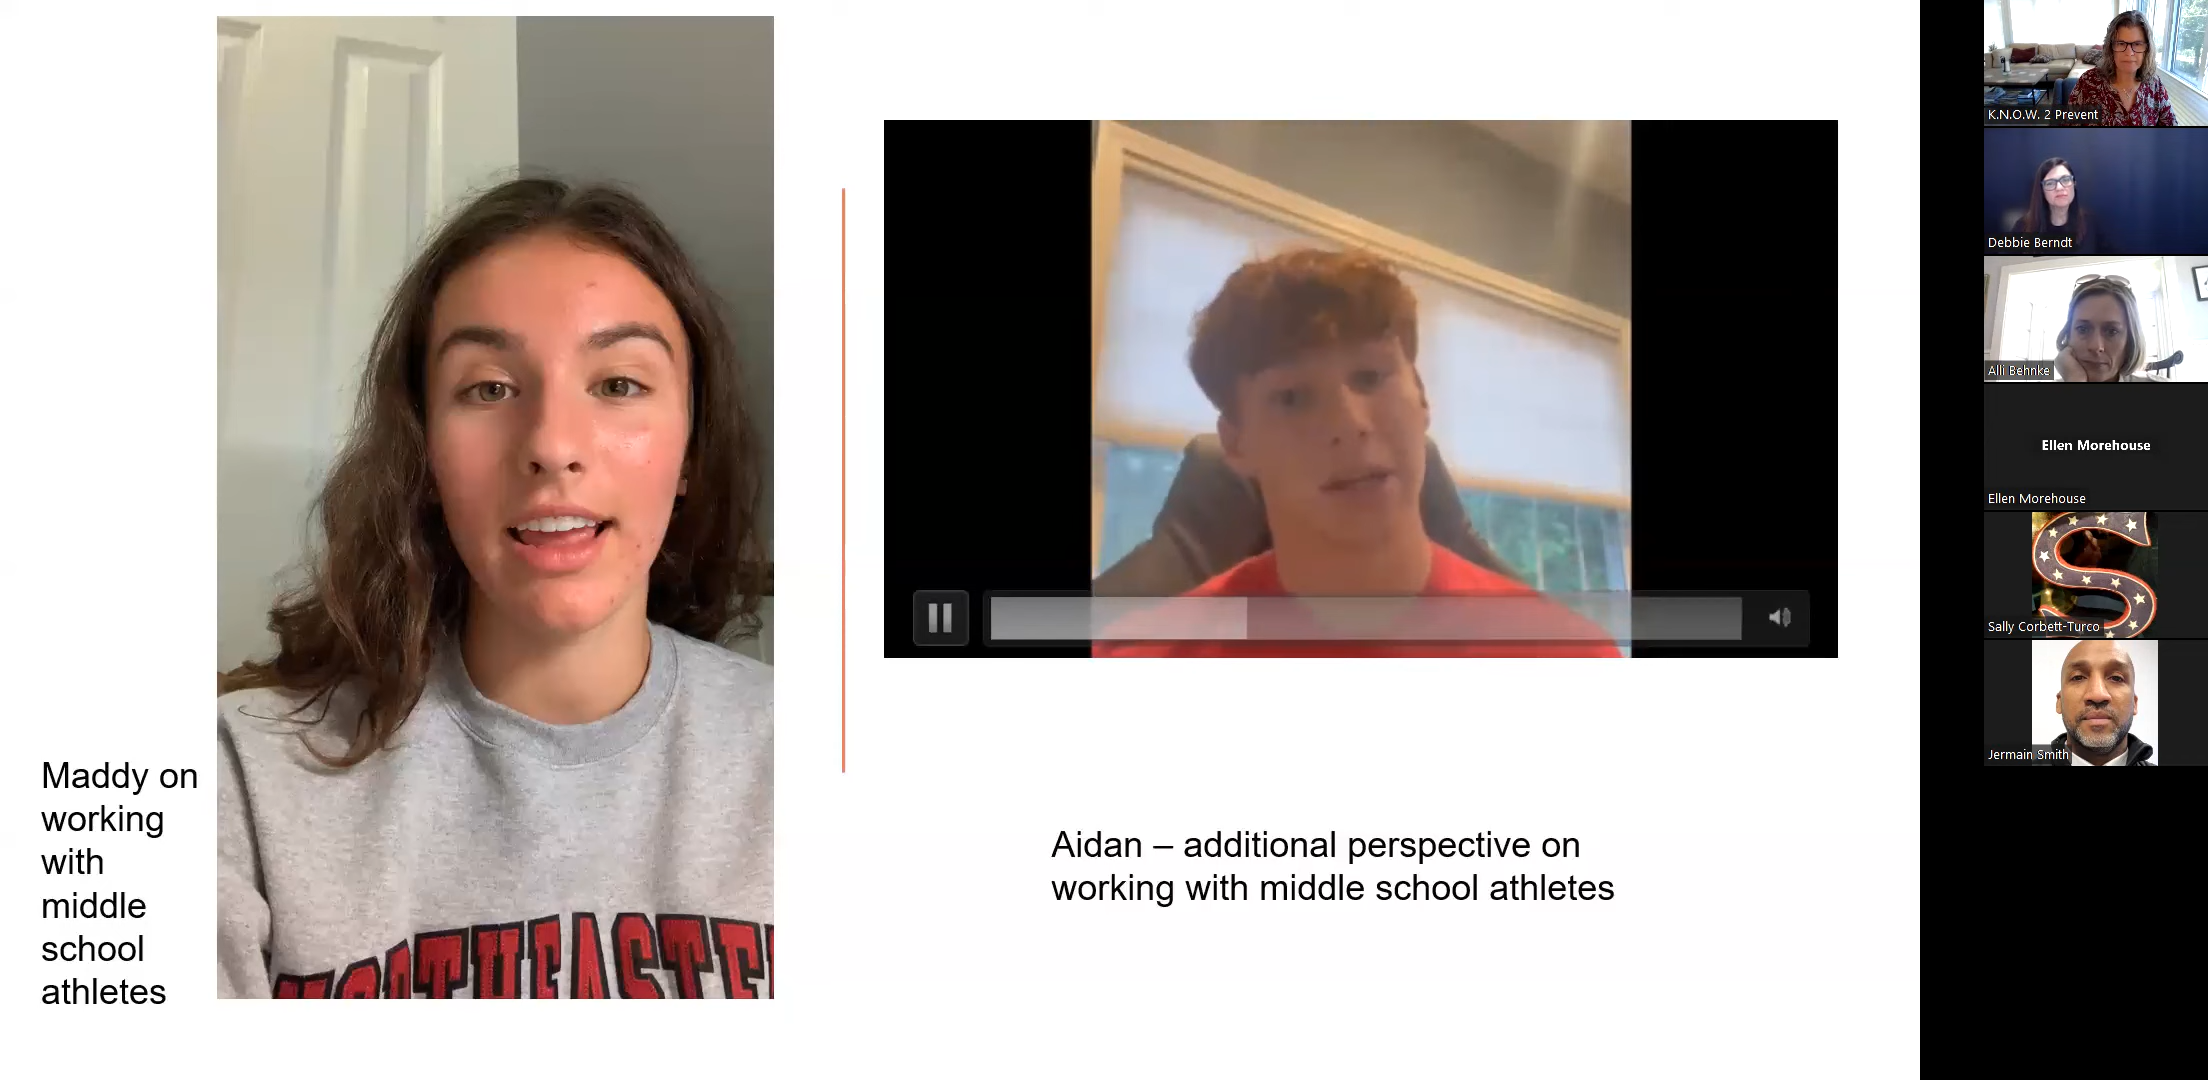 Maddy on
working
with
middle
school
athletes
NORTHEASTE
Aidan – additional perspective on
working with middle school athletes
K.N.O.W. 2 Prevent
Debbie Berndt
Alli Behnke
Ellen Morehouse
Ellen Morehouse
S
Sally Corbett-Turco
Jermain Smith